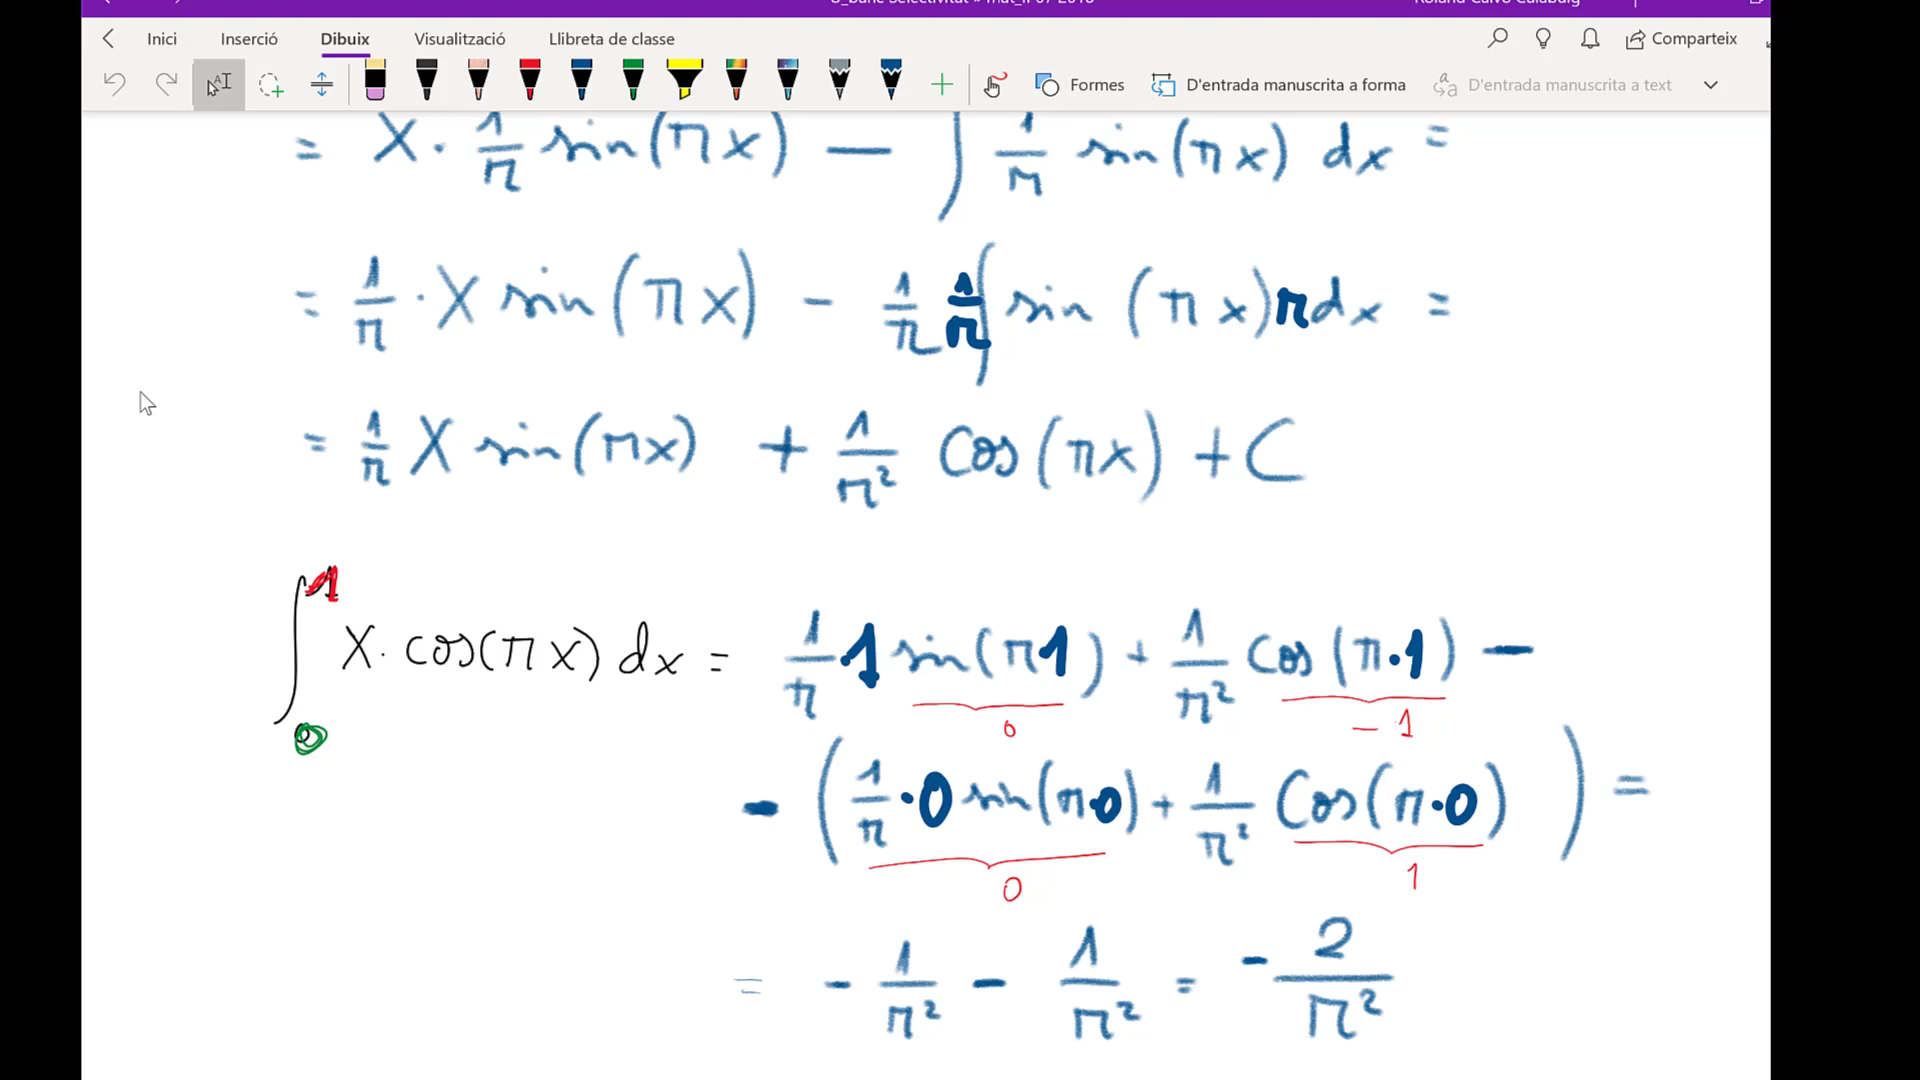 Inici Inserció Dibuix Visualització Llibreta de classe Comparteix
Formes D'entrada manuscrita a forma D'entrada manuscrita a text
= X · 1/π sin(πx) — ∫ 1/π sin(πx) dx =
= 1/π · X sin(πx) - 1/π 1/π ∫ sin (πx) π dx =
= 1/π X sin(πx) + 1/π² Cos(πx) + C
∫₀¹ X · cos(πx) dx = 1/π 1 sin(π1) + 1/π² Cos(π·1) —
0 -1
- (1/π · 0 sin(π·0) + 1/π² Cos(π·0) ) =
0 1
= - 1/π² - 1/π² = - 2/π²